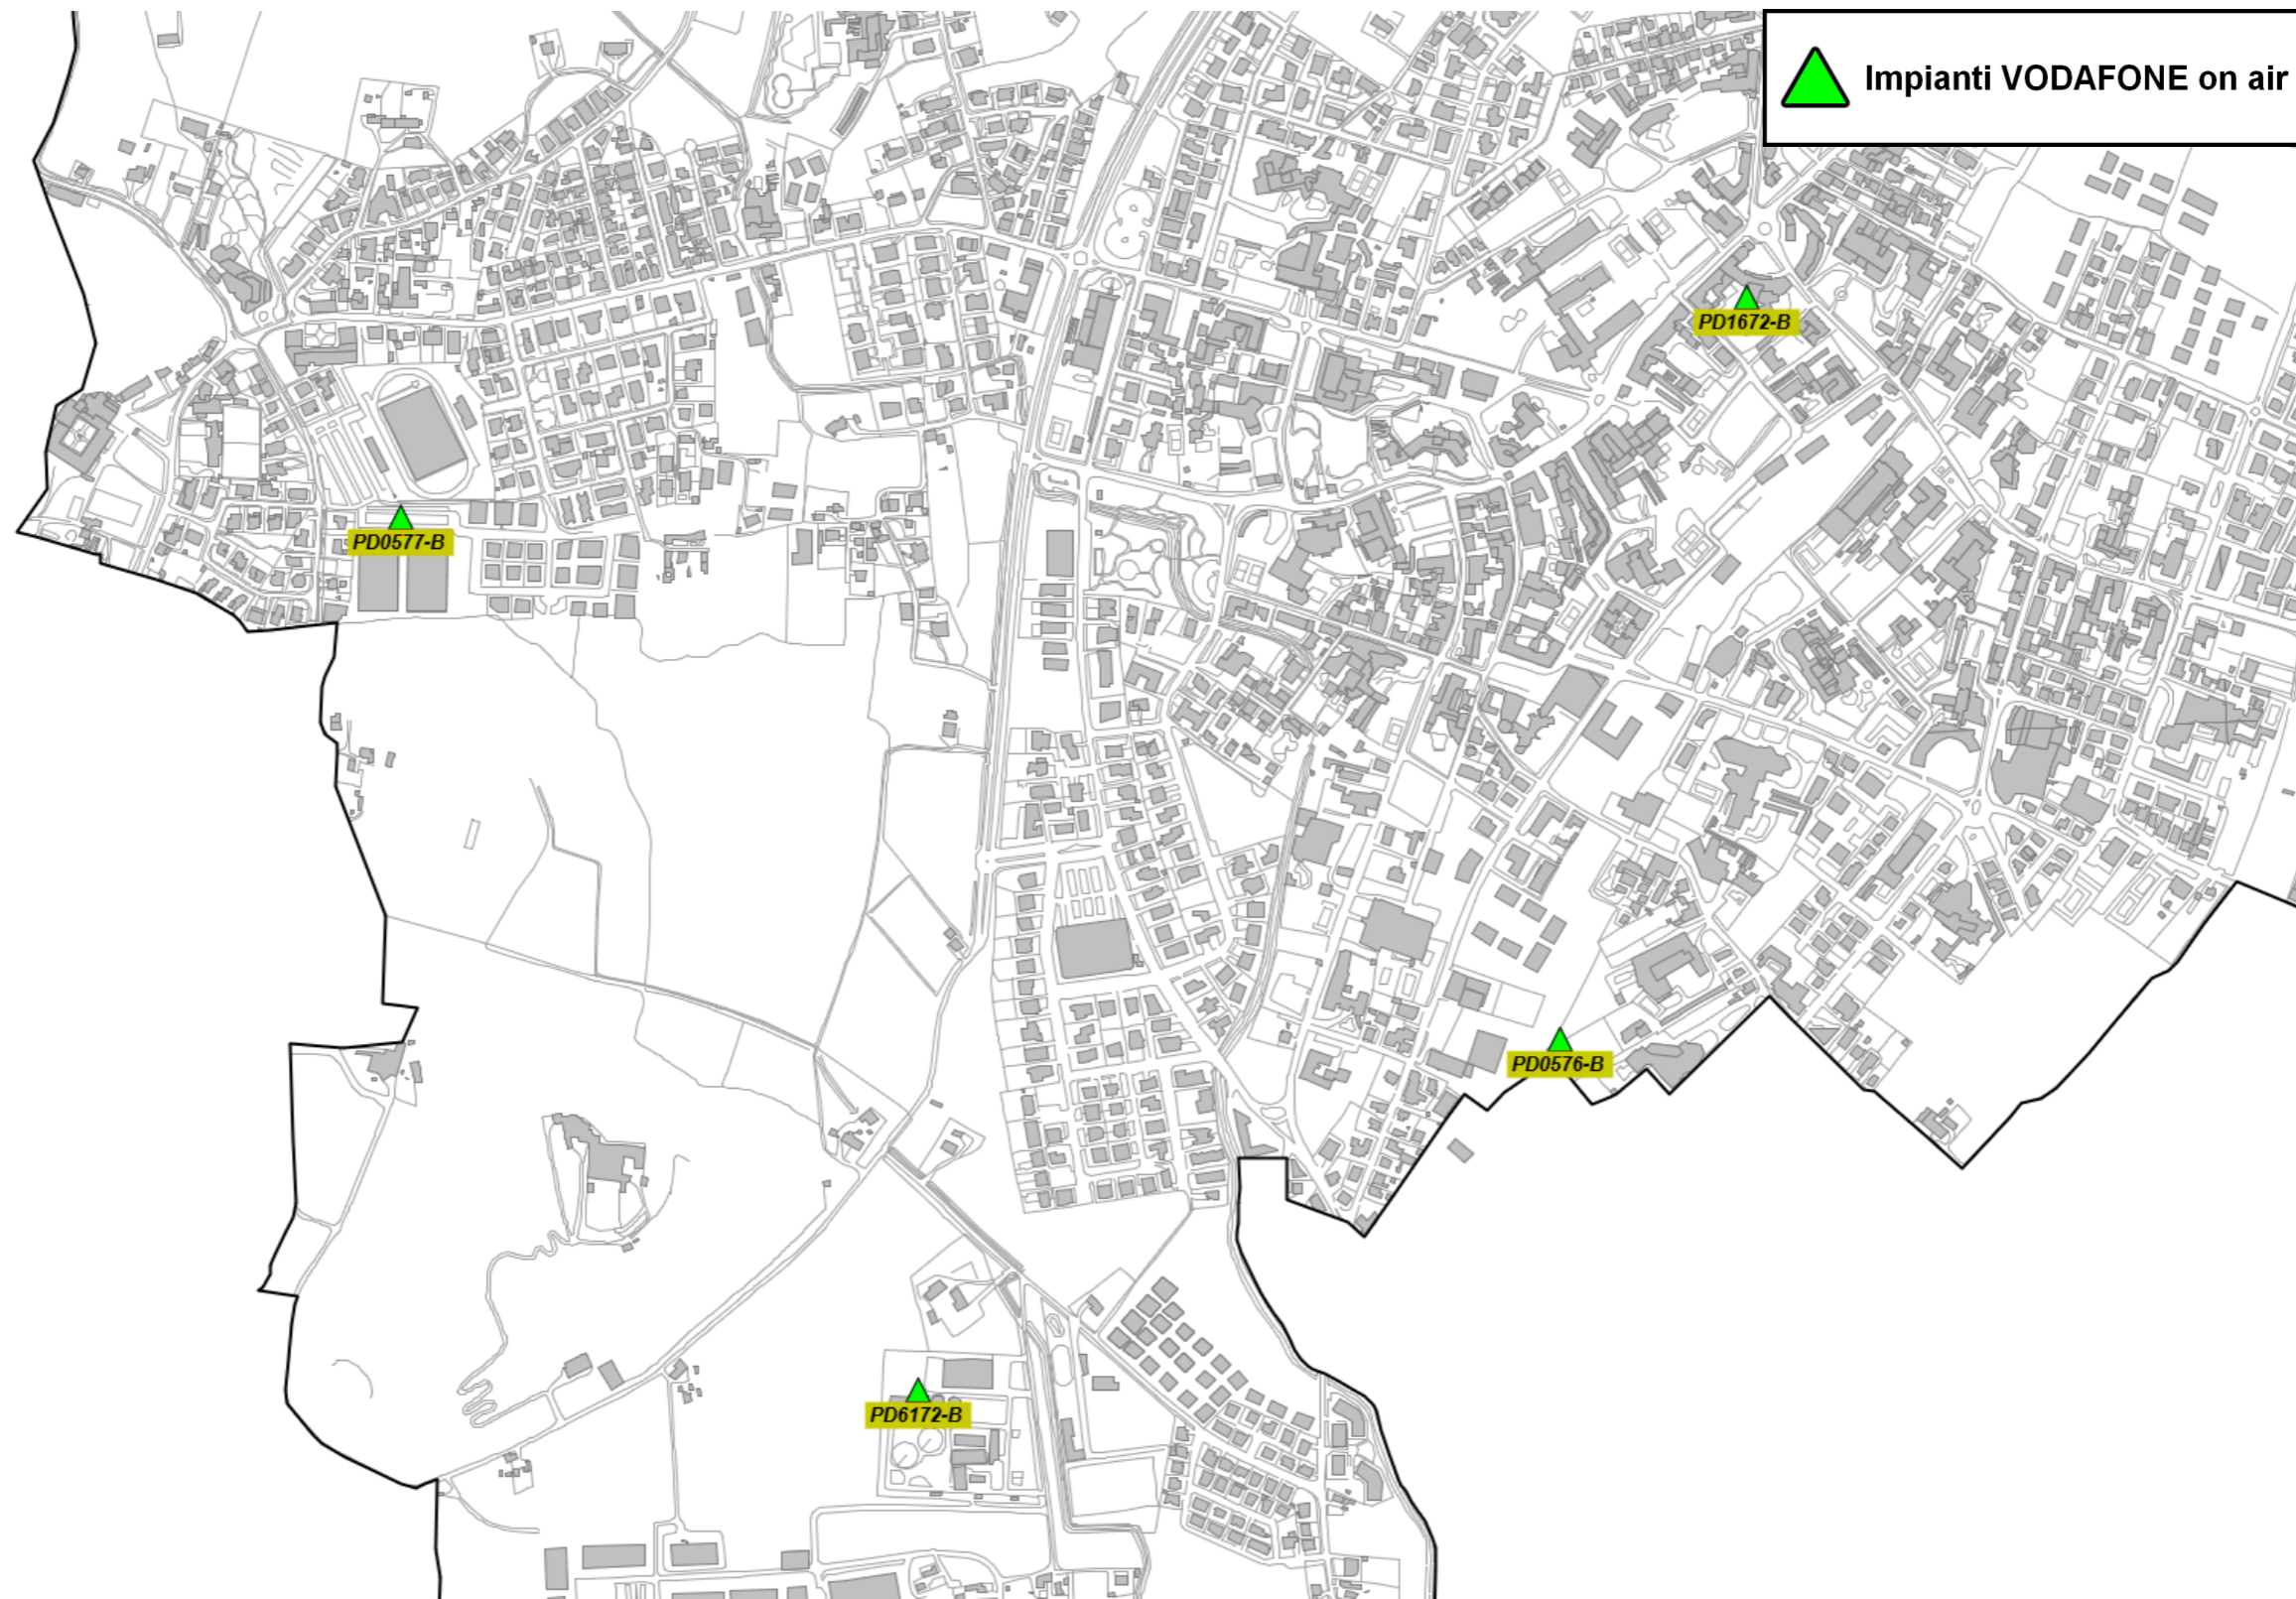 Impianti VODAFONE on air
PD1672-B
PD0577-B
PD0576-B
PD6172-B